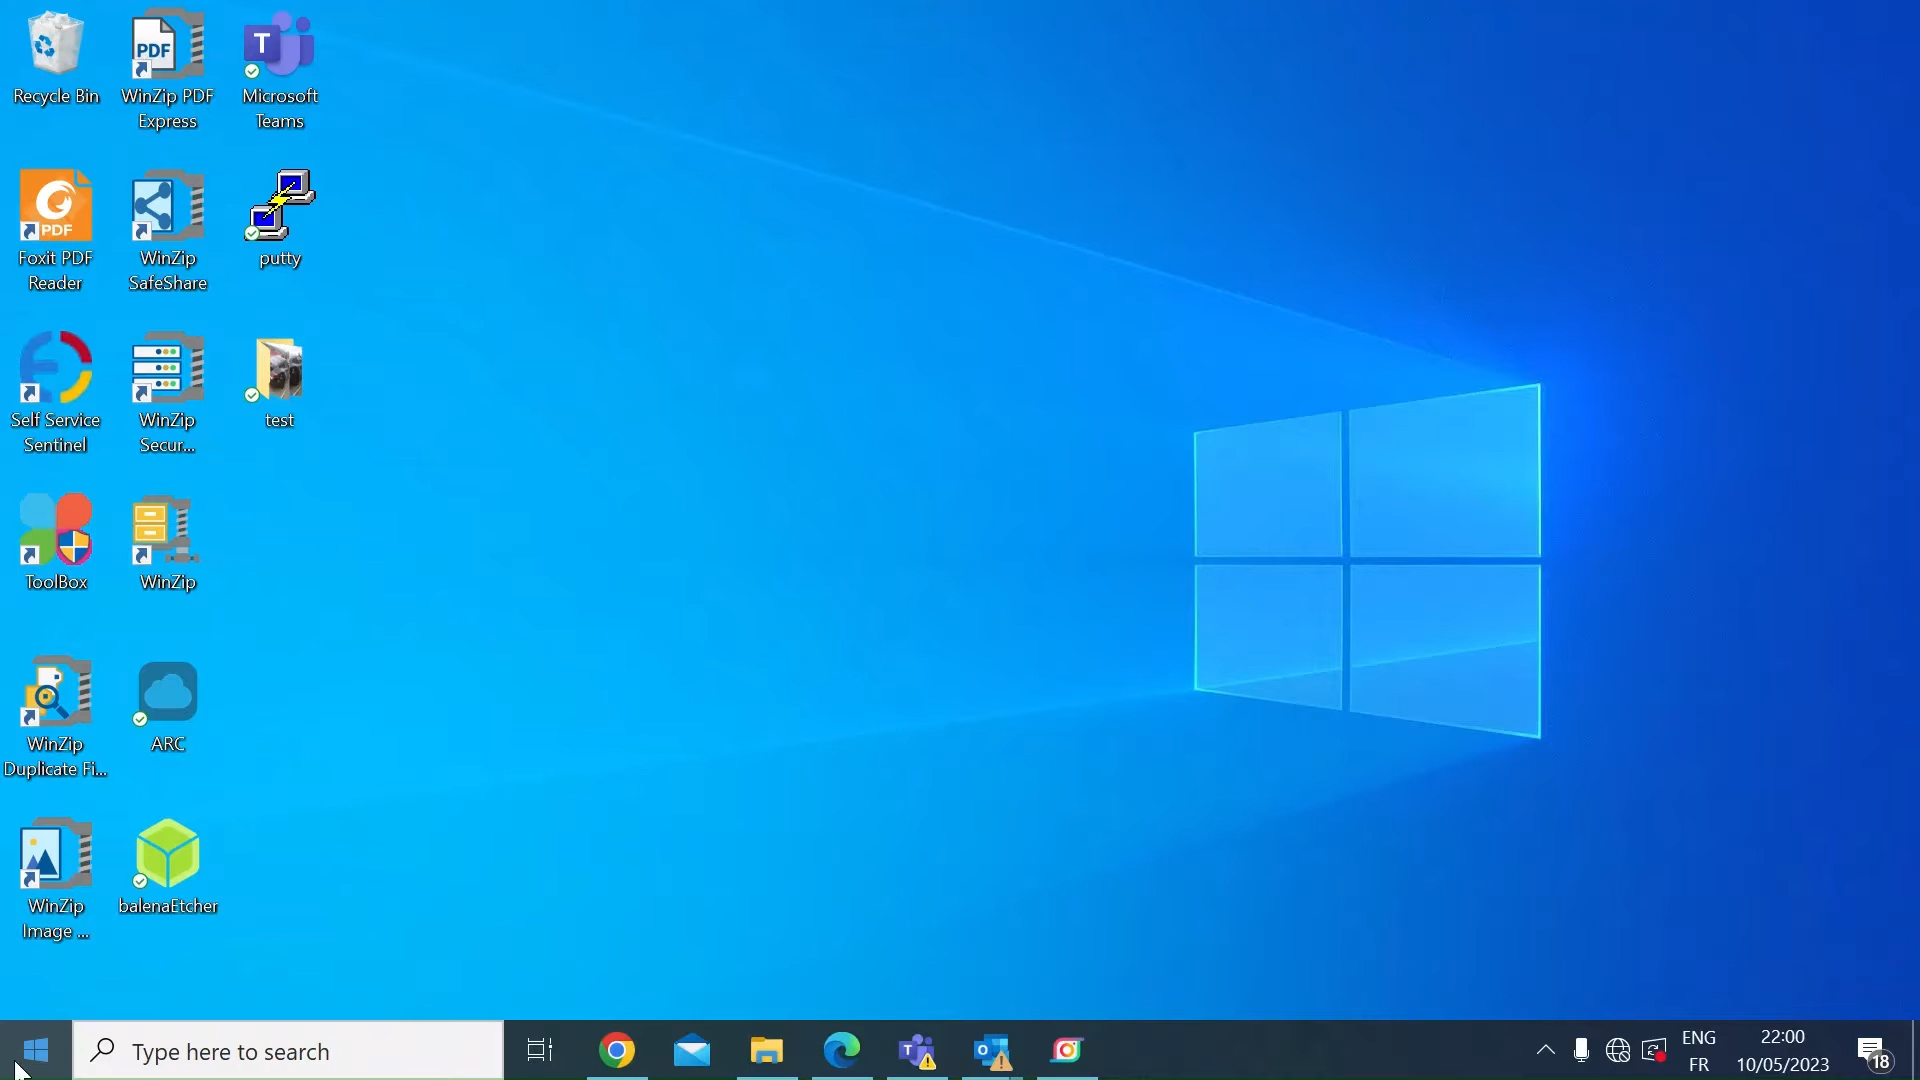 Recycle Bin
PDF
WinZip PDF
Express
T
Microsoft
Teams
PDF
Foxit PDF
Reader
WinZip
SafeShare
putty
Self Service
Sentinel
WinZip
Secur...
test
ToolBox
WinZip
WinZip
Duplicate Fi...
ARC
WinZip
Image ...
balenaEtcher
Type here to search
T
O
ENG
FR
22:00
10/05/2023
18